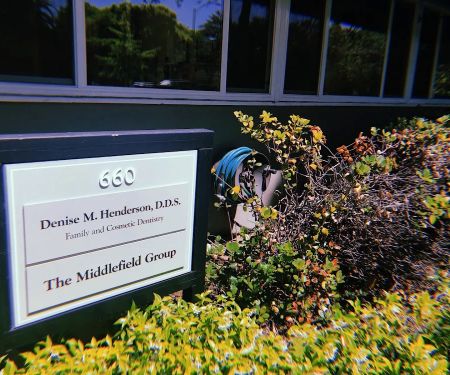 660
Denise M. Henderson, D.D.S.
Family and Cosmetic Dentistry
The Middlefield Group